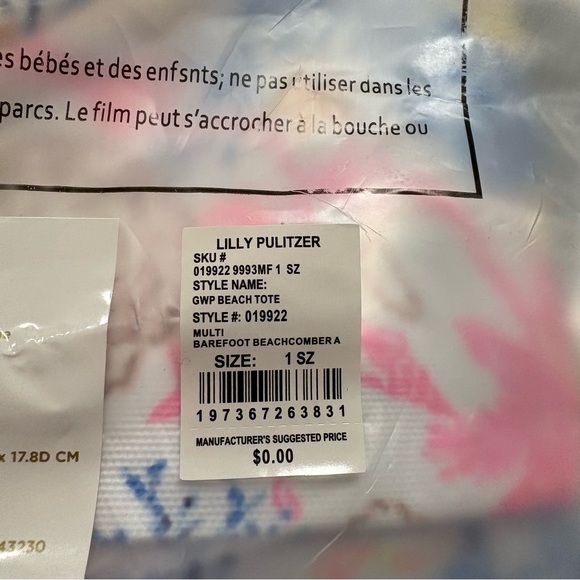 es bébés et des enfsnts; ne pas utiliser dans les
parcs. Le film peut s'accrocher à la bouche ou
LILLY PULITZER
SKU #
019922 9993MF 1 SZ
STYLE NAME:
GWP BEACH TOTE
STYLE #: 019922
MULTI
BAREFOOT BEACHCOMBER A
SIZE: 1 SZ
197367263831
MANUFACTURER'S SUGGESTED PRICE
$0.00
x 17.8D CM
43230